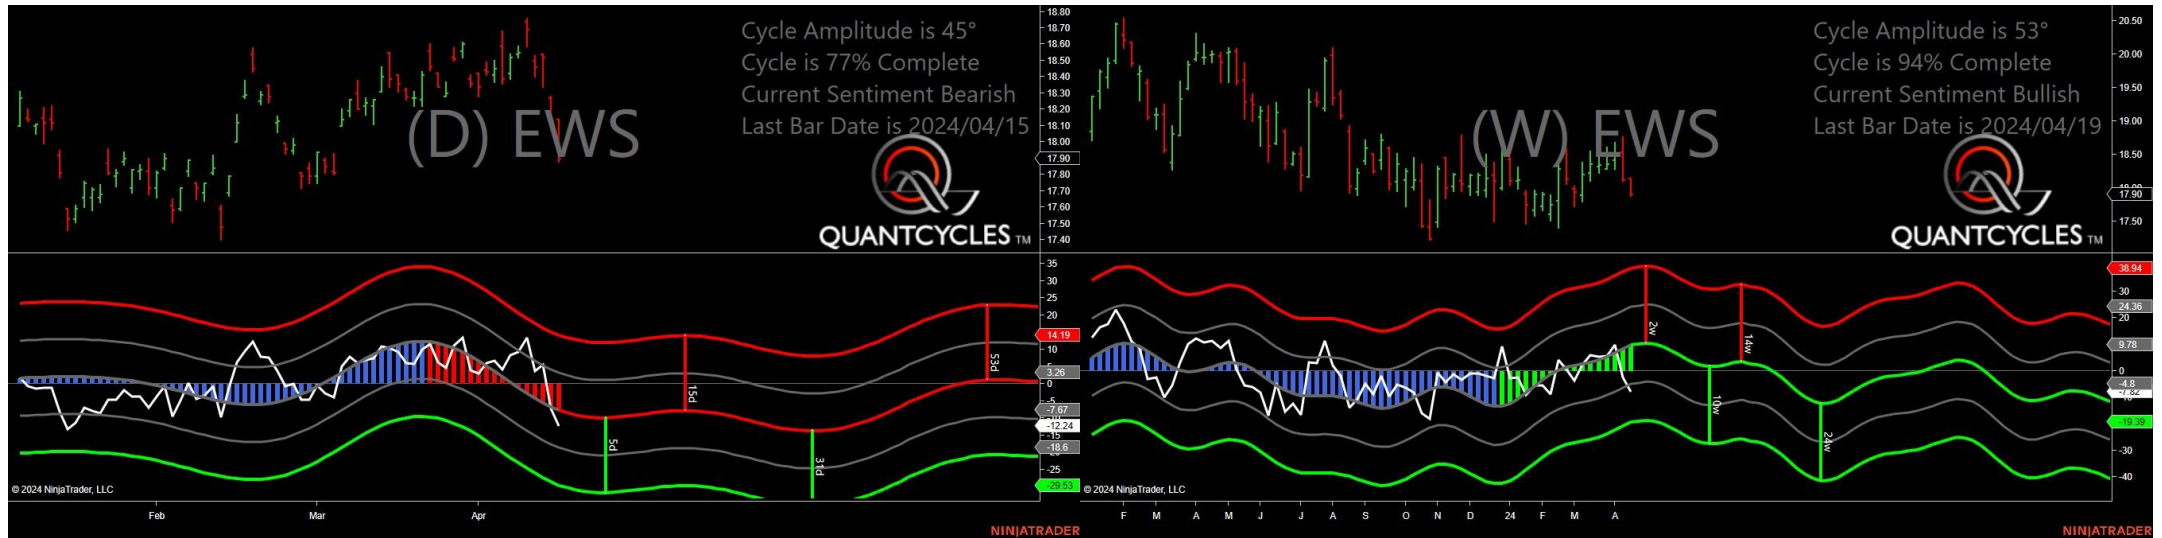 Cycle Amplitude is 45°
Cycle is 77% Complete
Current Sentiment Bearish
Last Bar Date is 2024/04/15
(D) EWS
QUANTCYCLES TM
18.80
18.70
18.60
18.50
18.40
18.30
18.20
18.10
18.00
17.90
17.80
17.70
17.60
17.50
17.40
35
30
25
20
14.19
10
5
3.26
0
-5
-7.67
-12.24
-15
-18.6
-25
-29.53
5d
15d
31d
53d
© 2024 NinjaTrader, LLC
Feb
Mar
Apr
NINJATRADER
Cycle Amplitude is 53°
Cycle is 94% Complete
Current Sentiment Bullish
Last Bar Date is 2024/04/19
(W) EWS
QUANTCYCLES TM
20.50
20.00
19.50
19.00
18.50
18.00
17.90
17.50
38.94
30
24.36
20
9.78
0
-4.8
-7.82
-19.39
-30
-40
2w
14w
10w
24w
© 2024 NinjaTrader, LLC
F
M
A
M
J
J
A
S
O
N
D
24
F
M
A
NINJATRADER